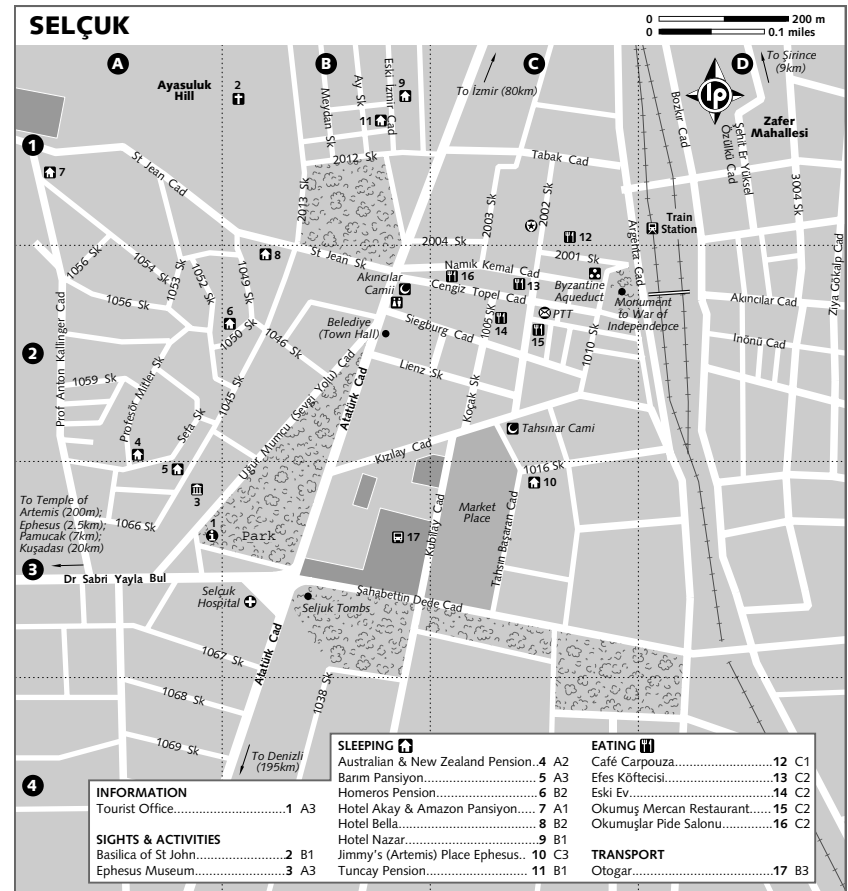 SELÇUK
0 200 m
0 0.1 miles
A
B
C
D
To Şirince
(9km)
lp
Ayasuluk
Hill
2
Meydan Sk
Ay Sk
Eski İzmir Cad
9
11
To İzmir (80km)
Bozkır Cad
Şehit Er Yüksel
Özülkü Cad
Zafer
Mahallesi
1
7
St Jean Cad
2012 Sk
Tabak Cad
2013 Sk
2003 Sk
2002 Sk
12
Argenta Cad
Train
Station
3004 Sk
2004 Sk
2001 Sk
8
St Jean Sk
Namık Kemal Cad
16
13
Cengiz Topel Cad
Byzantine
Aqueduct
Akıncılar
Camii
1056 Sk
1054 Sk
1053 Sk
1052 Sk
1049 Sk
1056 Sk
6
1050 Sk
1046 Sk
Belediye
(Town Hall)
Siegburg Cad
1005 Sk
14
PTT
15
1010 Sk
Monument
to War of
Independence
Akıncılar Cad
İnönü Cad
Ziya Gökalp Cad
2
Prof Anton Kallinger Cad
1059 Sk
Profesör Mitler Sk
Sefa Sk
1045 Sk
Uğur Mumcu (Sevgi Yolu) Cad
Atatürk Cad
Lienz Sk
Koçak Sk
4
5
3
Kızılay Cad
Tahsinar Cami
1016 Sk
10
To Temple of
Artemis (200m);
Ephesus (2.5km);
Pamucak (7km);
Kuşadası (20km)
1066 Sk
1
Park
17
Kubilay Cad
Market
Place
Tahsin Başaran Cad
3
Dr Sabri Yayla Bul
Selçuk
Hospital
Seljuk Tombs
Şahabettin Dede Cad
1067 Sk
Atatürk Cad
1068 Sk
1038 Sk
1069 Sk
To Denizli
(195km)
4
INFORMATION
Tourist Office..................................1 A3
SIGHTS & ACTIVITIES
Basilica of St John............................2 B1
Ephesus Museum............................3 A3
SLEEPING
Australian & New Zealand Pension..4 A2
Barım Pansiyon................................5 A3
Homeros Pension.............................6 B2
Hotel Akay & Amazon Pansiyon......7 A1
Hotel Bella........................................8 B2
Hotel Nazar......................................9 B1
Jimmy's (Artemis) Place Ephesus.. 10 C3
Tuncay Pension..............................11 B1
EATING
Café Carpouza................................12 C1
Efes Köftecisi..................................13 C2
Eski Ev............................................14 C2
Okumuş Mercan Restaurant..........15 C2
Okumuşlar Pide Salonu.................16 C2
TRANSPORT
Otogar............................................17 B3